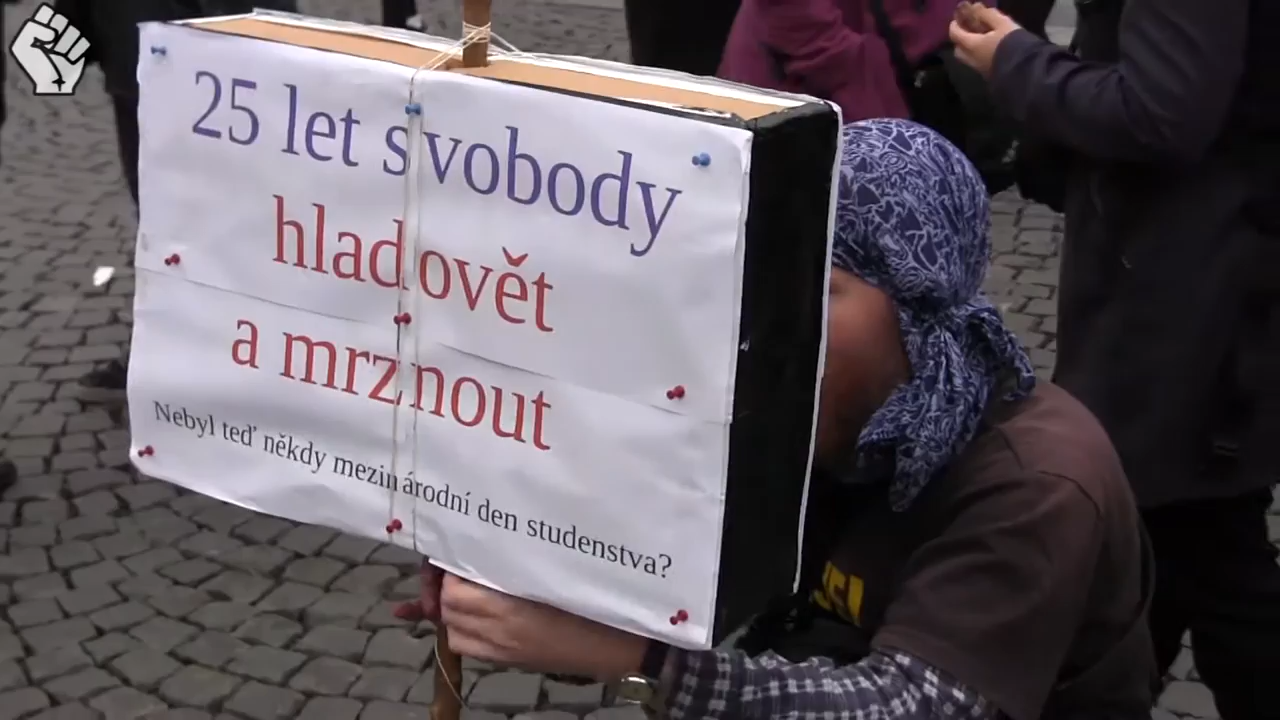 25 let svobody
hladovět
a mrznout
Nebyl teď někdy mezinárodní den studenstva?